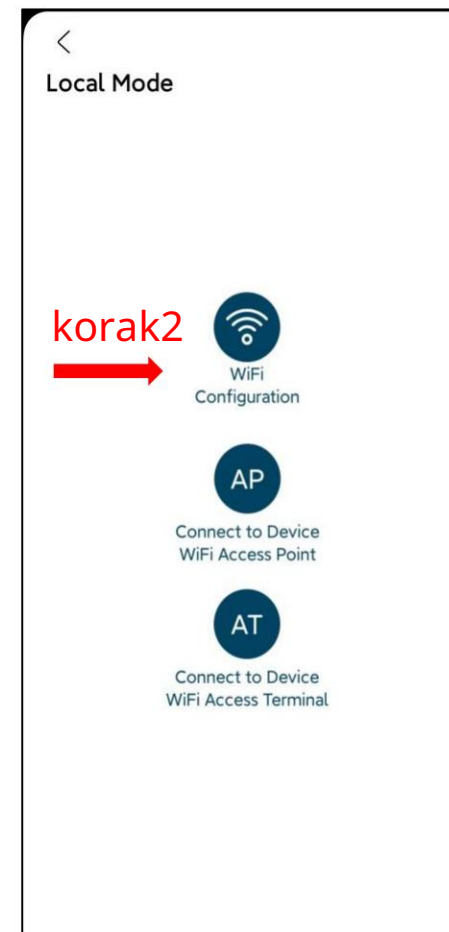 Local Mode
korak2
WiFi
Configuration
AP
Connect to Device
WiFi Access Point
AT
Connect to Device
WiFi Access Terminal